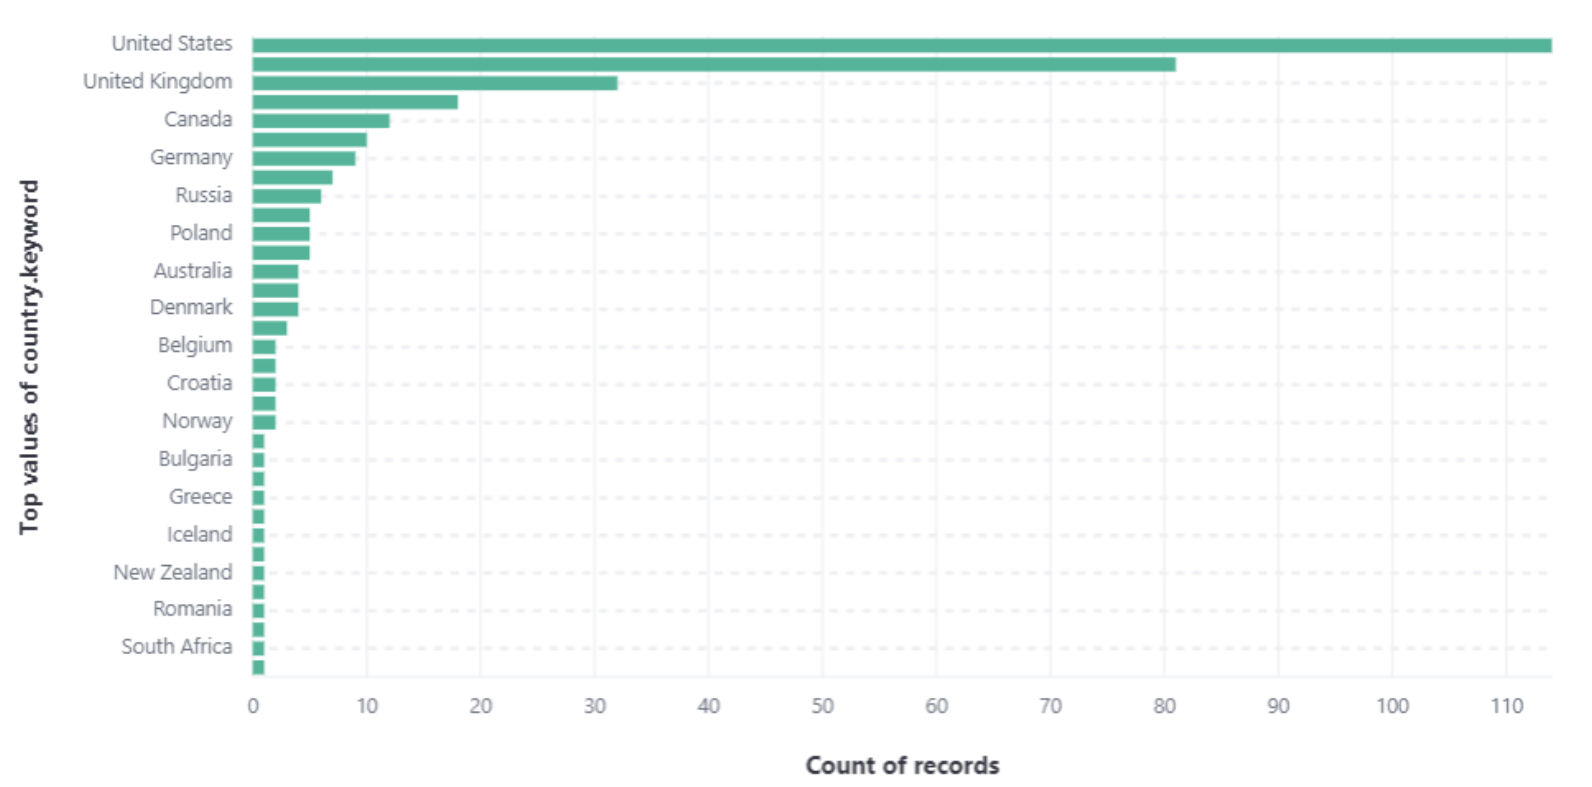 United States
United Kingdom
Canada
Germany
Russia
Poland
Australia
Denmark
Belgium
Croatia
Norway
Bulgaria
Greece
Iceland
New Zealand
Romania
South Africa
Top values of country.keyword
0 10 20 30 40 50 60 70 80 90 100 110
Count of records